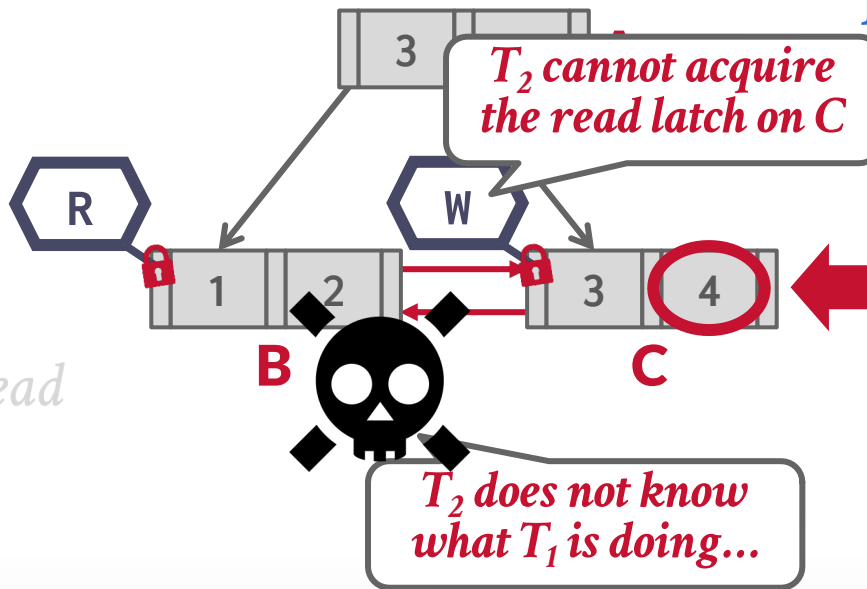 3
T₂ cannot acquire
the read latch on C
R
W
1 2
3 4
B
C
T₂ does not know
what T₁ is doing...